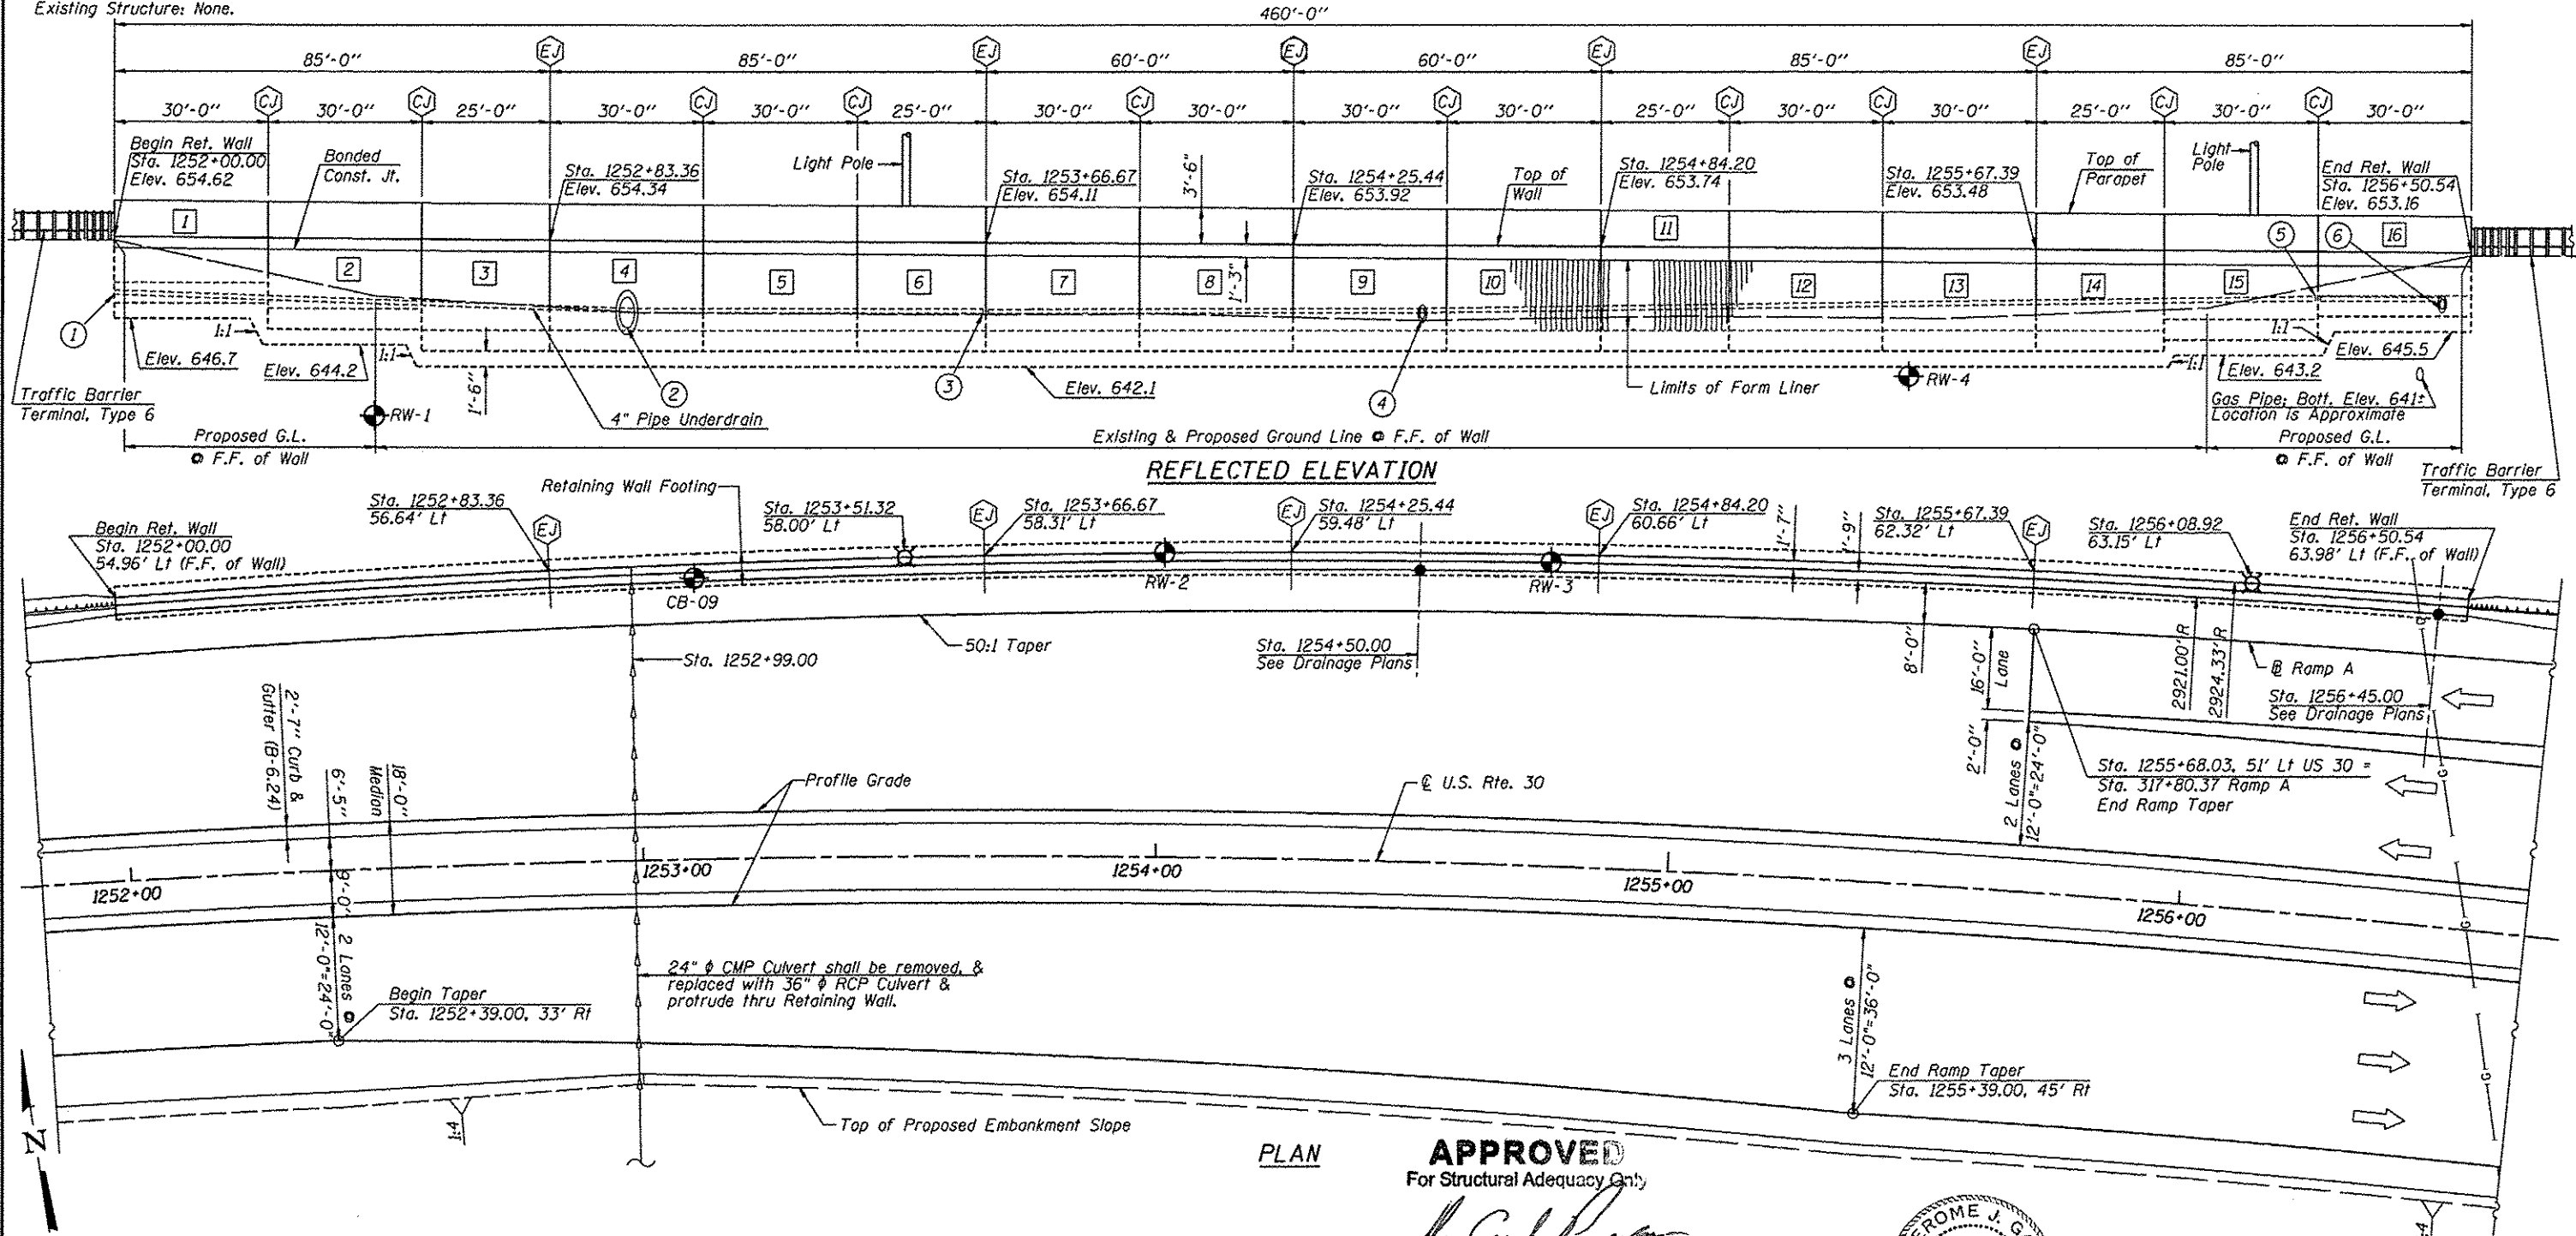 Existing Structure: None.
460'-0"
EJ EJ EJ EJ EJ
85'-0" 85'-0" 60'-0" 60'-0" 85'-0" 85'-0"
CJ CJ CJ CJ CJ CJ CJ CJ CJ CJ
30'-0" 30'-0" 25'-0" 30'-0" 30'-0" 25'-0" 30'-0" 30'-0" 30'-0" 30'-0" 25'-0" 30'-0" 30'-0" 25'-0" 30'-0" 30'-0"
Begin Ret. Wall
Sta. 1252+00.00
Elev. 654.62
Bonded
Const. Jt.
Sta. 1252+83.36
Elev. 654.34
Light Pole
Sta. 1253+66.67
Elev. 654.11
3'-6"
Sta. 1254+25.44
Elev. 653.92
Top of
Wall
Sta. 1254+84.20
Elev. 653.74
Sta. 1255+67.39
Elev. 653.48
Top of
Parapet
Light
Pole
End Ret. Wall
Sta. 1256+50.54
Elev. 653.16
1 2 3 4 5 6 7 8 9 10 11 12 13 14 15 16
1'-3"
1 2 3 4 5 6
1:1
1:1
1:1
1:1
Elev. 646.7
Elev. 644.2
1'-6"
Elev. 642.1
Elev. 645.5
Elev. 643.2
Traffic Barrier
Terminal, Type 6
RW-1
4" Pipe Underdrain
Limits of Form Liner
RW-4
Gas Pipe; Bott. Elev. 641±
Location is Approximate
Proposed G.L.
@ F.F. of Wall
Existing & Proposed Ground Line @ F.F. of Wall
Proposed G.L.
@ F.F. of Wall
Traffic Barrier
Terminal, Type 6
REFLECTED ELEVATION
Begin Ret. Wall
Sta. 1252+00.00
54.96' Lt (F.F. of Wall)
Sta. 1252+83.36
56.64' Lt
EJ
Retaining Wall Footing
Sta. 1253+51.32
58.00' Lt
EJ
Sta. 1253+66.67
58.31' Lt
EJ
Sta. 1254+25.44
59.48' Lt
EJ
Sta. 1254+84.20
60.66' Lt
1'-7"
1'-9"
Sta. 1255+67.39
62.32' Lt
EJ
Sta. 1256+08.92
63.15' Lt
End Ret. Wall
Sta. 1256+50.54
63.98' Lt (F.F. of Wall)
CB-09
RW-2
RW-3
50:1 Taper
Sta. 1252+99.00
Sta. 1254+50.00
See Drainage Plans
8'-0"
16'-0"
Lane
2'-0"
2921.00' R
2924.33' R
℄ Ramp A
Sta. 1256+45.00
See Drainage Plans
2'-7" Curb &
Gutter (B-6.24)
6'-5"
18'-0"
Median
Profile Grade
℄ U.S. Rte. 30
2 Lanes @
12'-0"=24'-0"
Sta. 1255+68.03, 51' Lt US 30 =
Sta. 317+80.37 Ramp A
End Ramp Taper
1252+00 1253+00 1254+00 1255+00 1256+00
9'-0"
2 Lanes @
12'-0"=24'-0"
Begin Taper
Sta. 1252+39.00, 33' Rt
24" ϕ CMP Culvert shall be removed, &
replaced with 36" ϕ RCP Culvert &
protrude thru Retaining Wall.
3 Lanes @
12'-0"=36'-0"
End Ramp Taper
Sta. 1255+39.00, 45' Rt
G G G G G
N
1:4
Top of Proposed Embankment Slope
PLAN
APPROVED
For Structural Adequacy Only